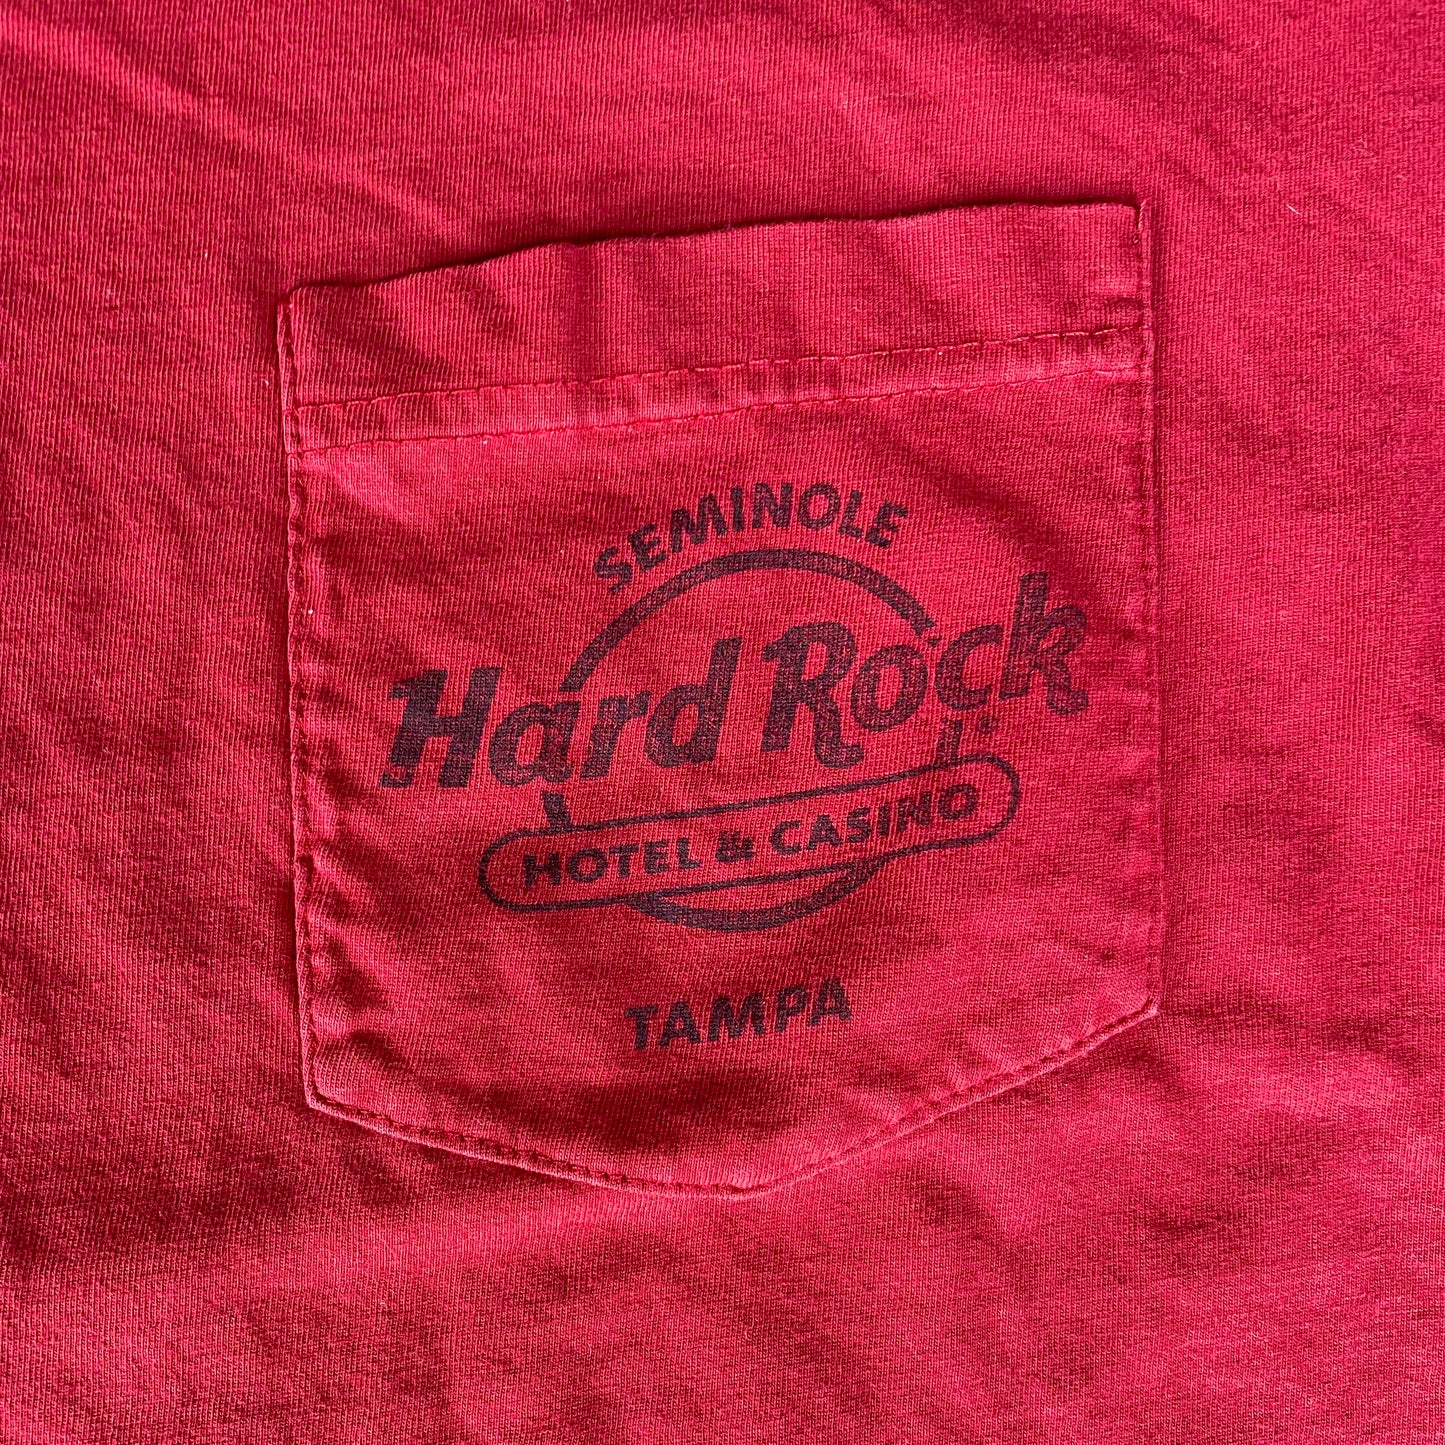 SEMINOLE
Hard Rock®
HOTEL & CASINO
TAMPA